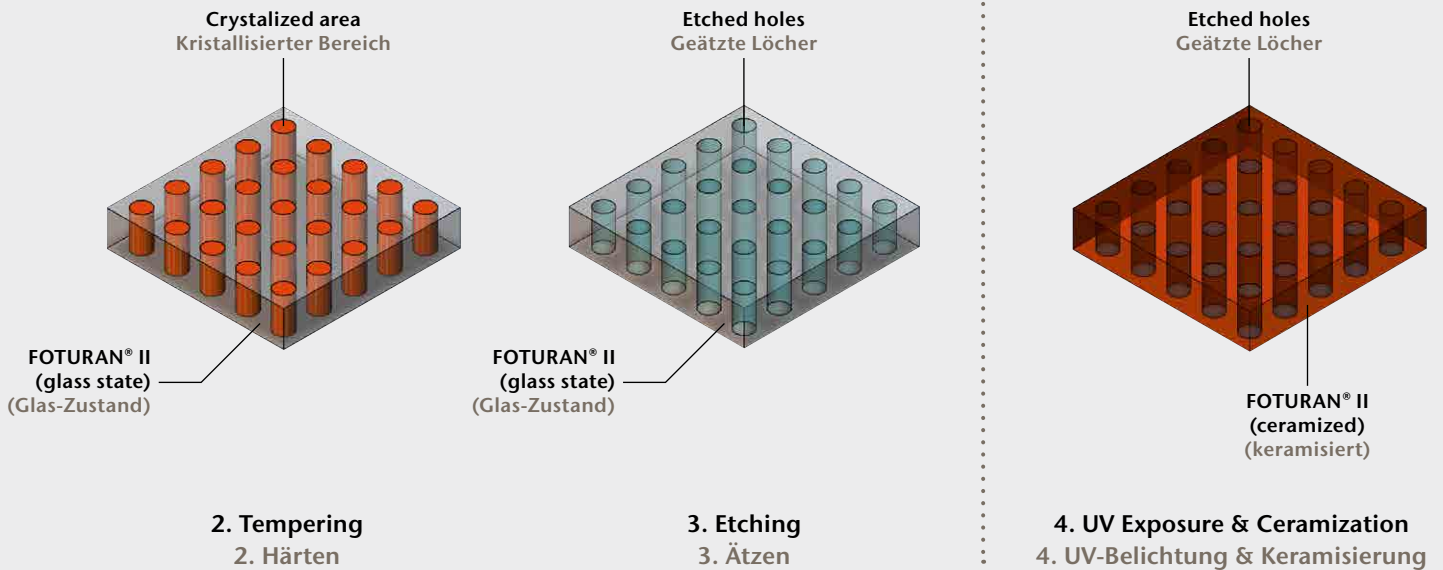 Crystalized area
Kristallisierter Bereich
FOTURAN® II
(glass state)
(Glas-Zustand)
2. Tempering
2. Härten
Etched holes
Geätzte Löcher
FOTURAN® II
(glass state)
(Glas-Zustand)
3. Etching
3. Ätzen
Etched holes
Geätzte Löcher
FOTURAN® II
(ceramized)
(keramisiert)
4. UV Exposure & Ceramization
4. UV-Belichtung & Keramisierung